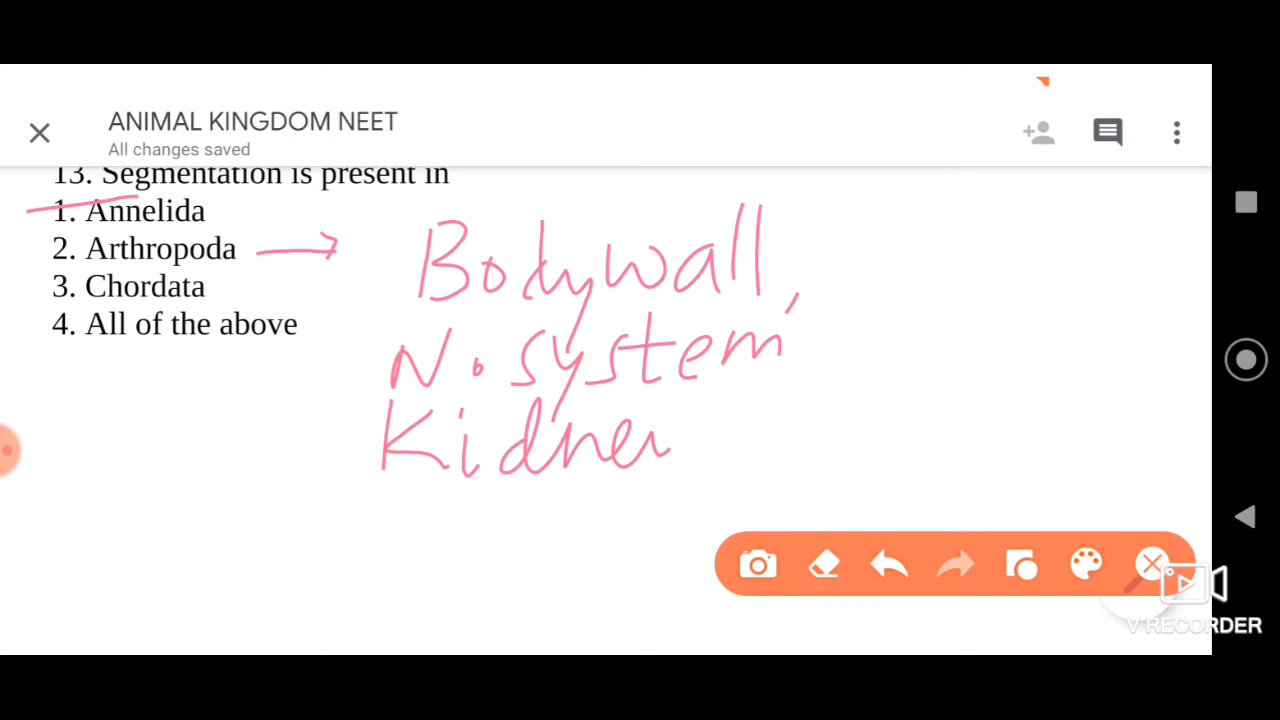 ANIMAL KINGDOM NEET
All changes saved
13. Segmentation is present in
1. Annelida
2. Arthropoda
3. Chordata
4. All of the above
Bodywall,
N. system
Kidney
V RECORDER